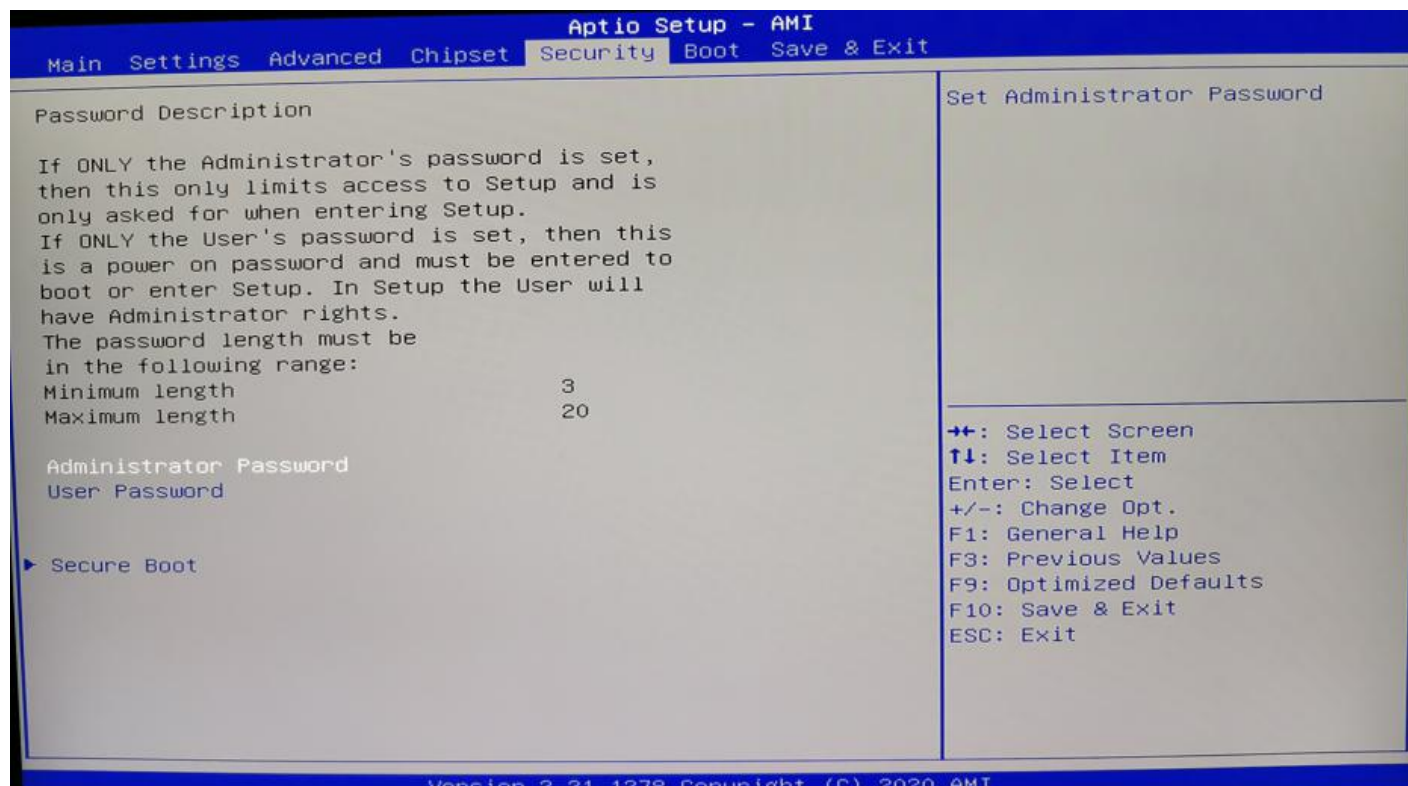 Aptio Setup - AMI
Main Settings Advanced Chipset Security Boot Save & Exit
Password Description
If ONLY the Administrator's password is set,
then this only limits access to Setup and is
only asked for when entering Setup.
If ONLY the User's password is set, then this
is a power on password and must be entered to
boot or enter Setup. In Setup the User will
have Administrator rights.
The password length must be
in the following range:
Minimum length 3
Maximum length 20
Administrator Password
User Password
Secure Boot
Set Administrator Password
→←: Select Screen
↑↓: Select Item
Enter: Select
+/-: Change Opt.
F1: General Help
F3: Previous Values
F9: Optimized Defaults
F10: Save & Exit
ESC: Exit
Version 2.21.1278 Copyright (C) 2020 AMI